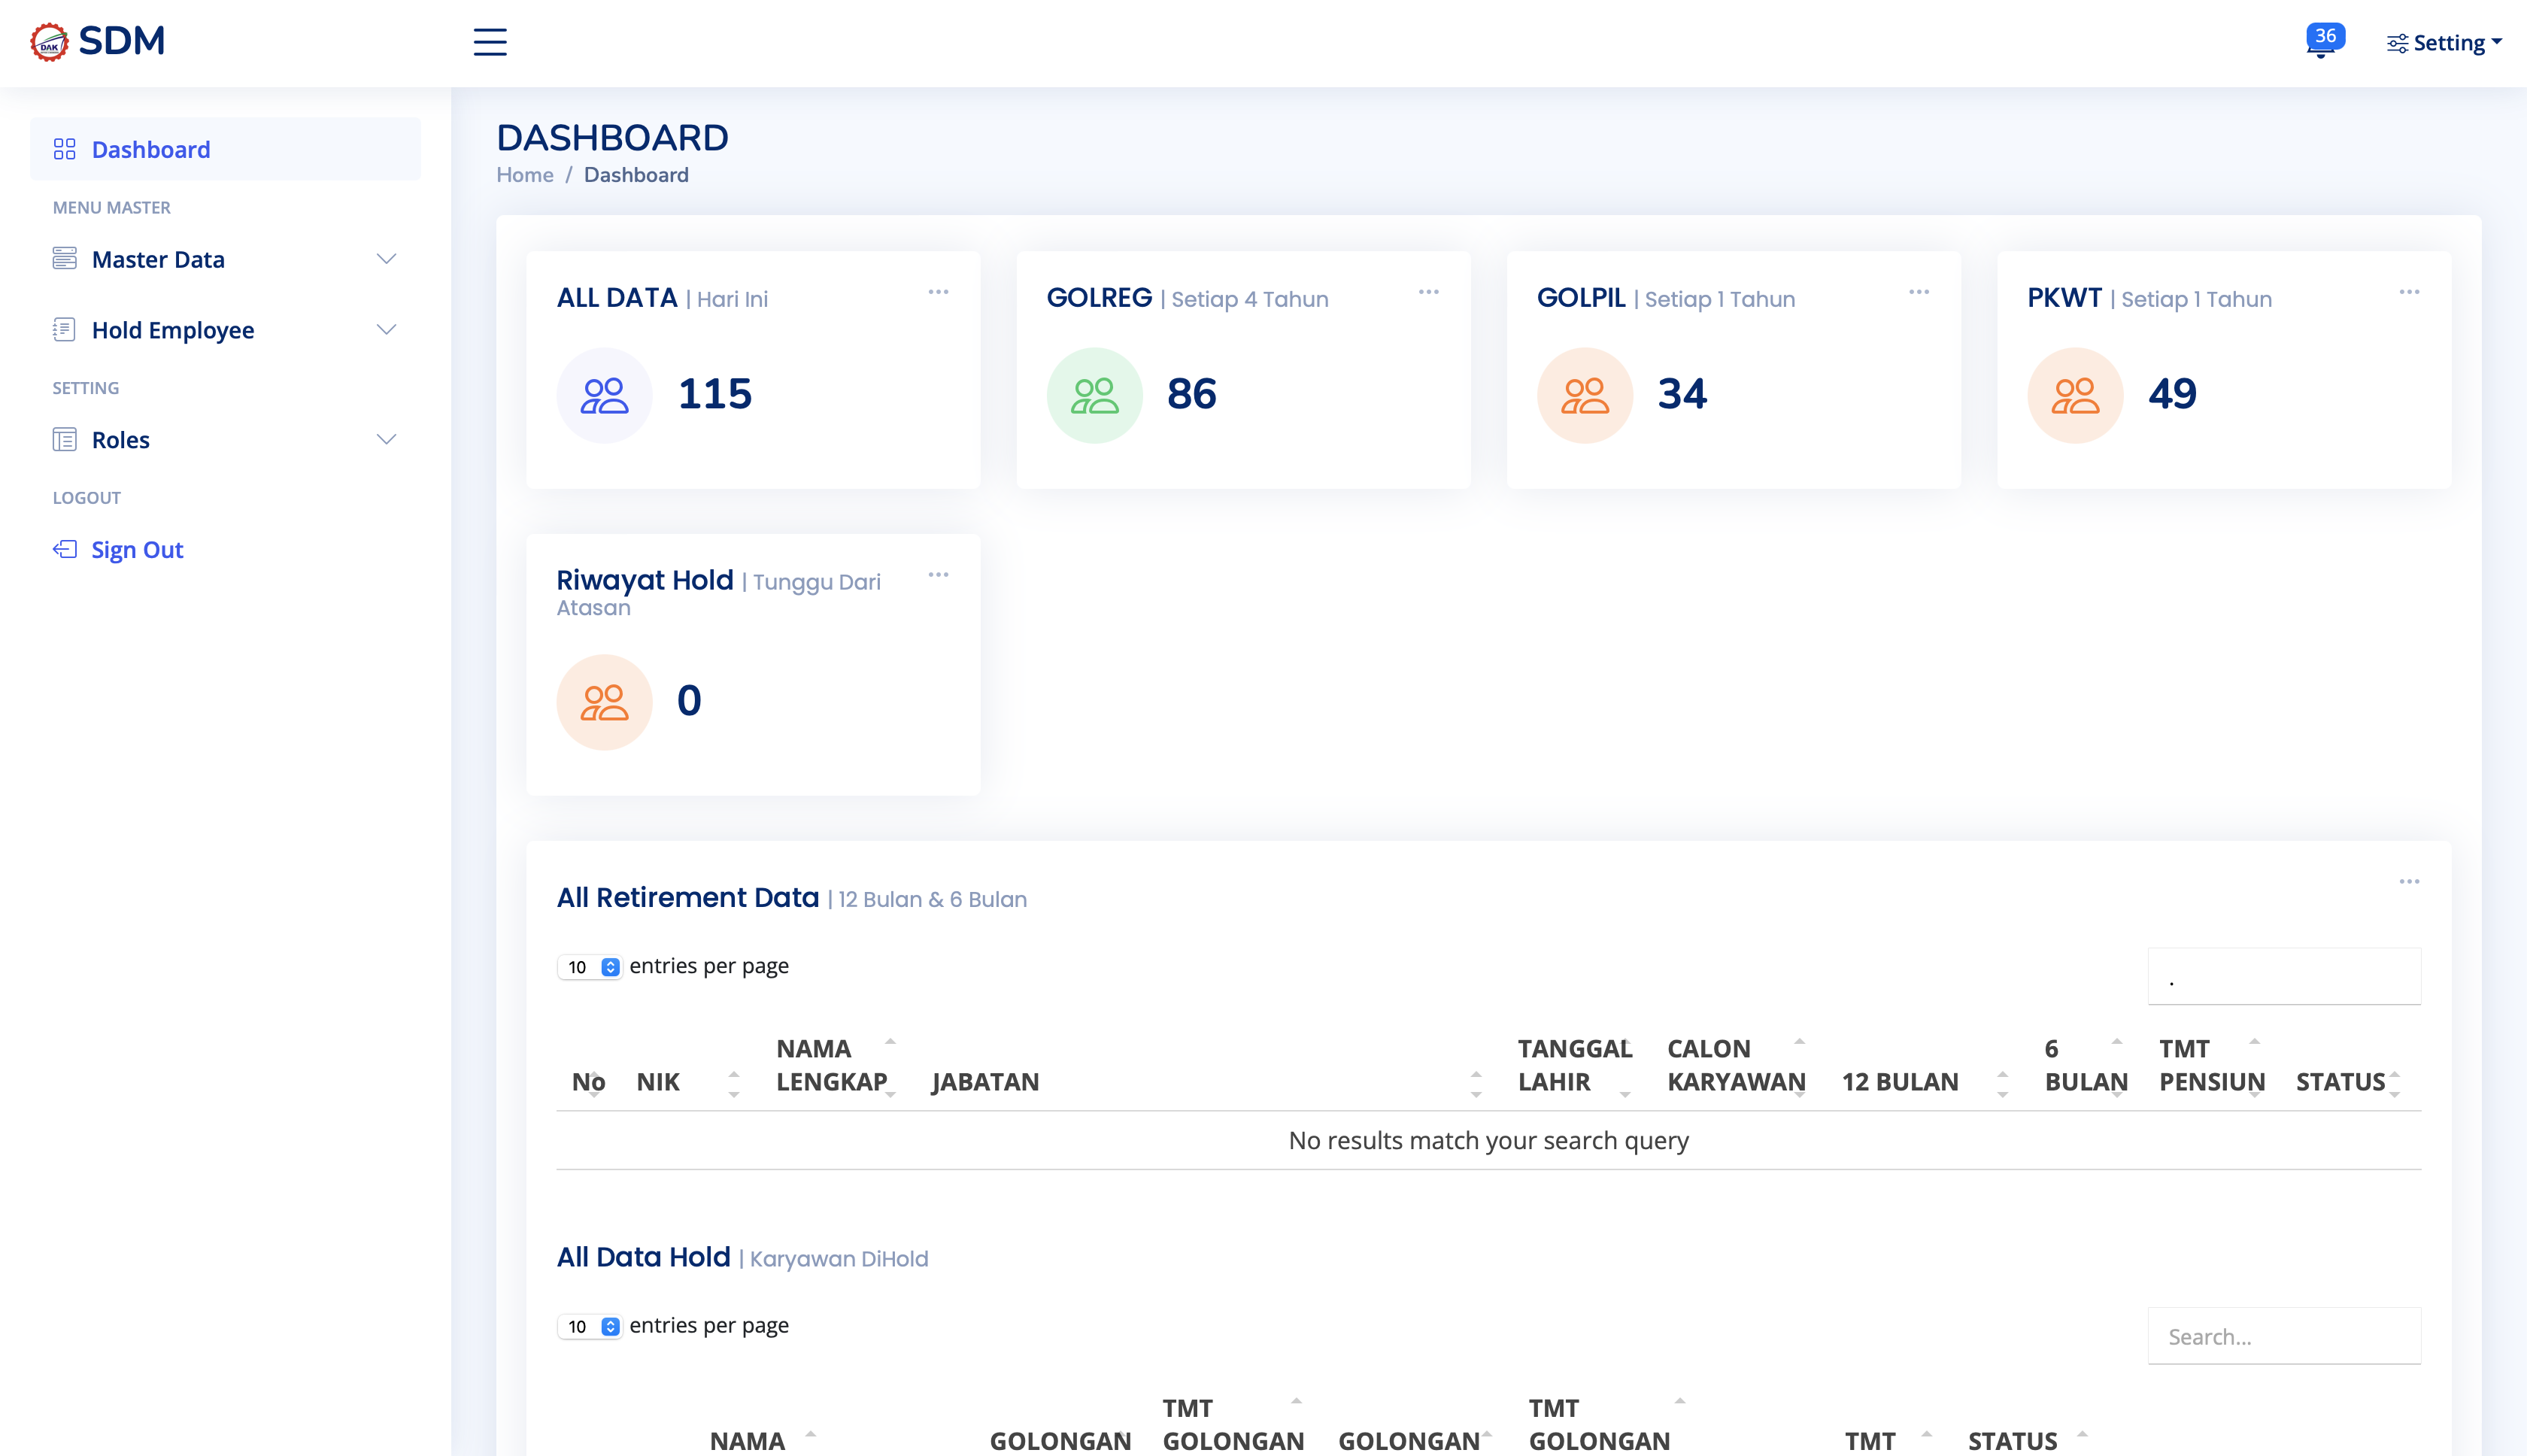 DAK
SDM
36
Setting
Dashboard
MENU MASTER
Master Data
Hold Employee
SETTING
Roles
LOGOUT
Sign Out
DASHBOARD
Home / Dashboard
ALL DATA | Hari Ini
115
GOLREG | Setiap 4 Tahun
86
GOLPIL | Setiap 1 Tahun
34
PKWT | Setiap 1 Tahun
49
Riwayat Hold | Tunggu Dari
Atasan
0
All Retirement Data | 12 Bulan & 6 Bulan
10 entries per page
.
No
NIK
NAMA
LENGKAP
JABATAN
TANGGAL
LAHIR
CALON
KARYAWAN
12 BULAN
6
BULAN
TMT
PENSIUN
STATUS
No results match your search query
All Data Hold | Karyawan DiHold
10 entries per page
Search...
NAMA
GOLONGAN
TMT
GOLONGAN
GOLONGAN
TMT
GOLONGAN
TMT
STATUS